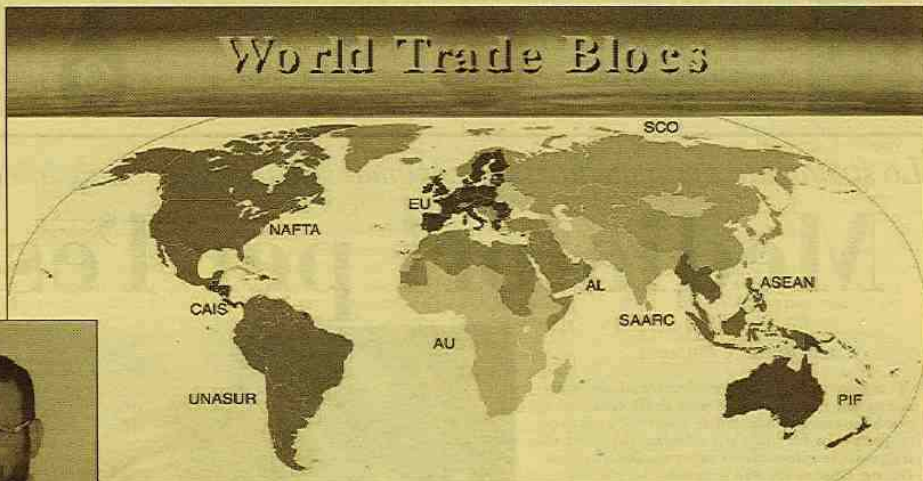 World Trade Blocs
SCO
EU
NAFTA
AL
ASEAN
CAIS
SAARC
AU
UNASUR
PIF